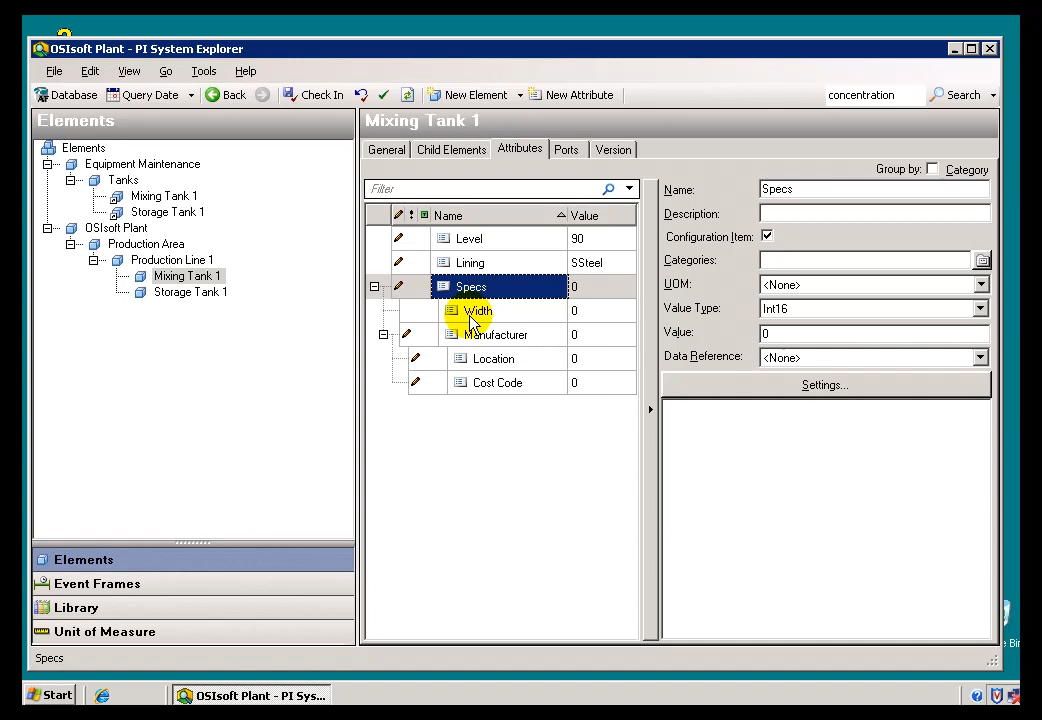 OSIsoft Plant - PI System Explorer
File Edit View Go Tools Help
Database Query Date Back Check In New Element New Attribute concentration Search
Elements
Elements
Equipment Maintenance
Tanks
Mixing Tank 1
Storage Tank 1
OSIsoft Plant
Production Area
Production Line 1
Mixing Tank 1
Storage Tank 1
Elements
Event Frames
Library
Unit of Measure
Mixing Tank 1
General Child Elements Attributes Ports Version
Group by: Category
Filter
Name Value
Level 90
Lining SSteel
Specs 0
Width 0
Manufacturer 0
Location 0
Cost Code 0
Name: Specs
Description:
Configuration Item:
Categories:
UOM: <None>
Value Type: Int16
Value: 0
Data Reference: <None>
Settings...
Specs
e Bin
Start OSIsoft Plant - PI Sys...